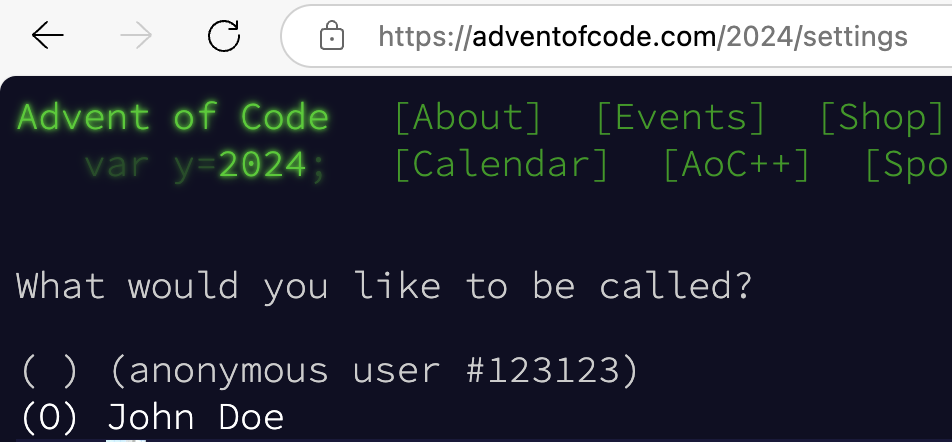 https://adventofcode.com/2024/settings
Advent of Code [About] [Events] [Shop]
var y=2024; [Calendar] [AoC++] [Spo
What would you like to be called?
( ) (anonymous user #123123)
(O) John Doe